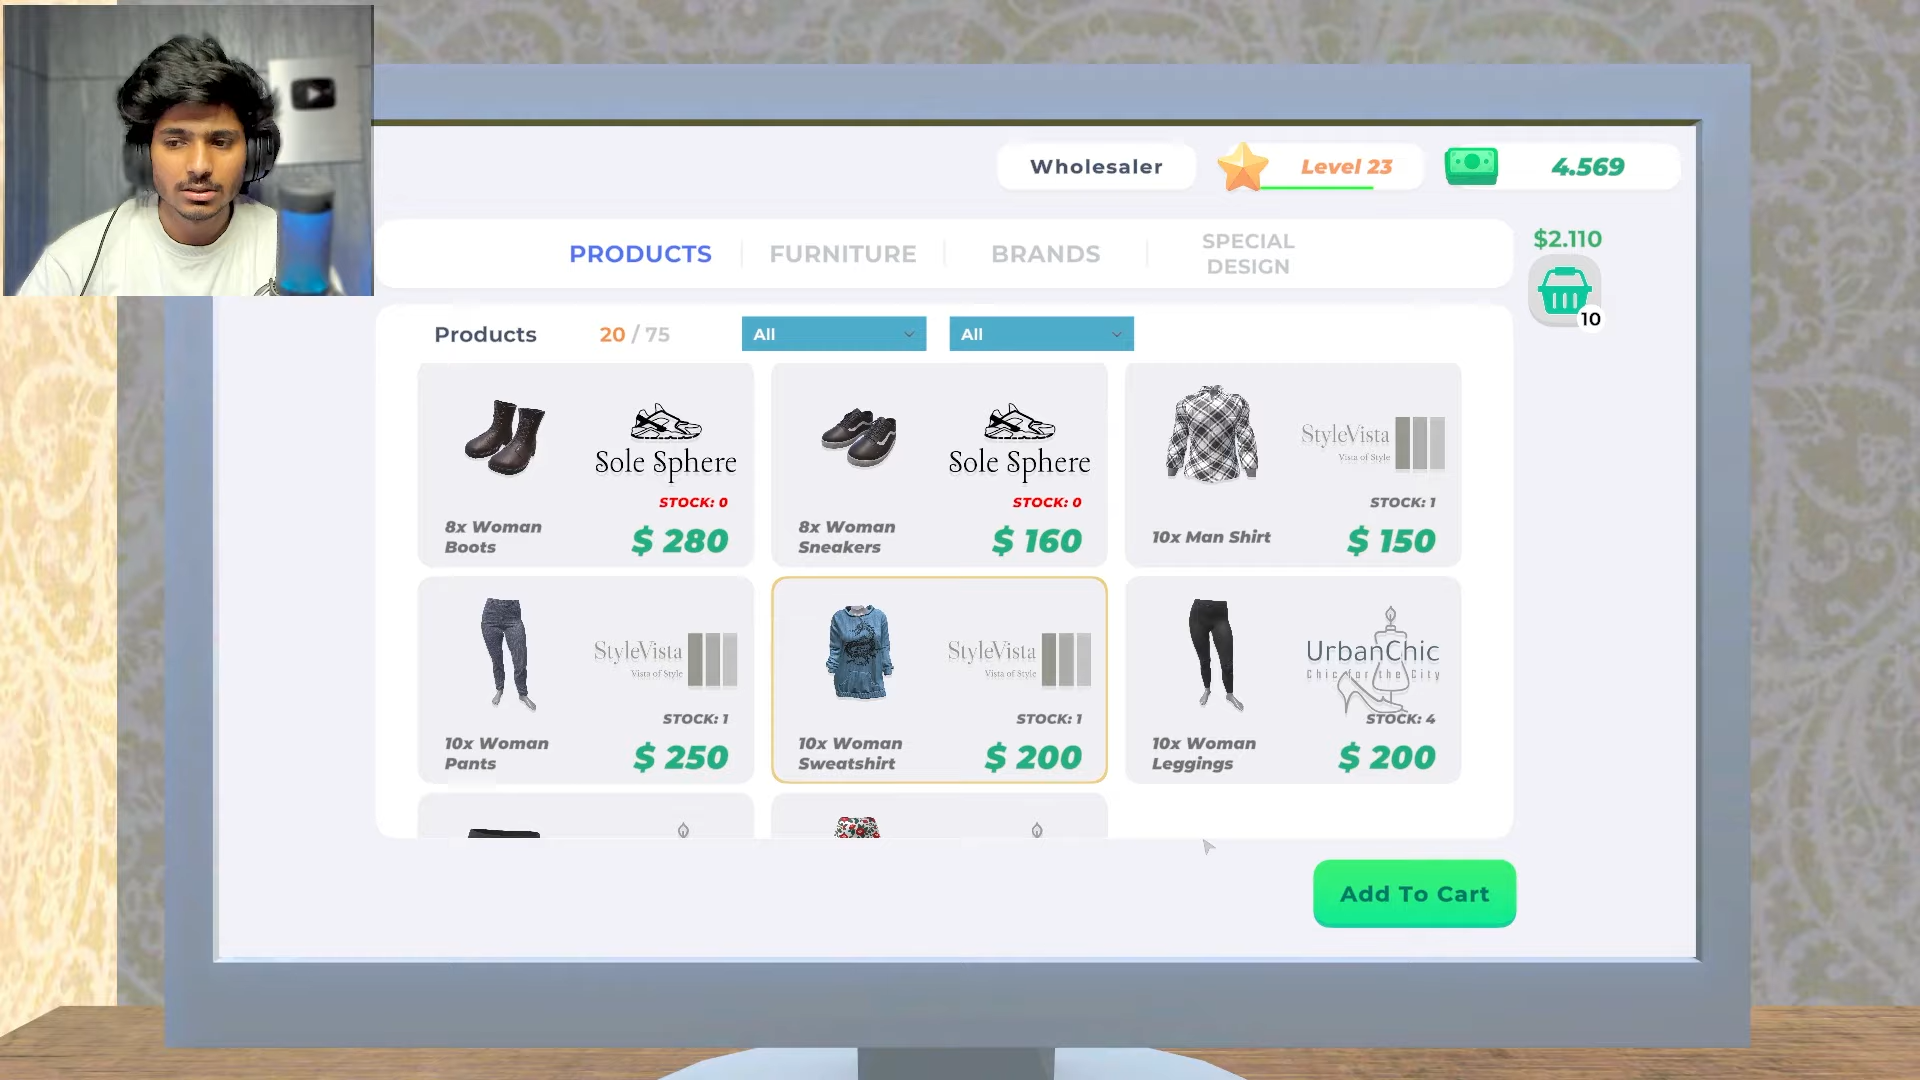 Wholesaler
Level 23
4.569
PRODUCTS
FURNITURE
BRANDS
SPECIAL
DESIGN
$2.110
10
Products
20 / 75
All
All
Sole Sphere
STOCK: 0
8x Woman
Boots
$ 280
Sole Sphere
STOCK: 0
8x Woman
Sneakers
$ 160
StyleVista
Vista of Style
STOCK: 1
10x Man Shirt
$ 150
StyleVista
Vista of Style
STOCK: 1
10x Woman
Pants
$ 250
StyleVista
Vista of Style
STOCK: 1
10x Woman
Sweatshirt
$ 200
UrbanChic
Chic for the City
STOCK: 4
10x Woman
Leggings
$ 200
Add To Cart